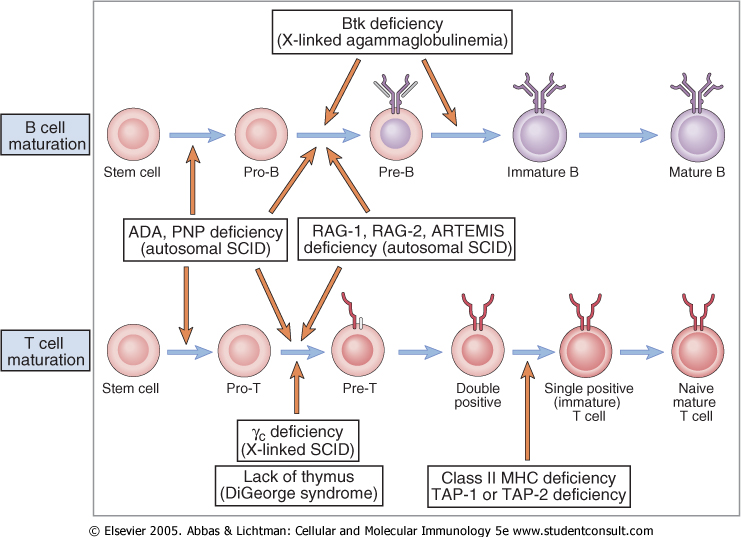 Btk deficiency
(X-linked agammaglobulinemia)
B cell
maturation
Stem cell
Pro-B
Pre-B
Immature B
Mature B
ADA, PNP deficiency
(autosomal SCID)
RAG-1, RAG-2, ARTEMIS
deficiency (autosomal SCID)
T cell
maturation
Stem cell
Pro-T
Pre-T
Double
positive
Single positive
(immature)
T cell
Naive
mature
T cell
γC deficiency
(X-linked SCID)
Lack of thymus
(DiGeorge syndrome)
Class II MHC deficiency
TAP-1 or TAP-2 deficiency
© Elsevier 2005. Abbas & Lichtman: Cellular and Molecular Immunology 5e www.studentconsult.com